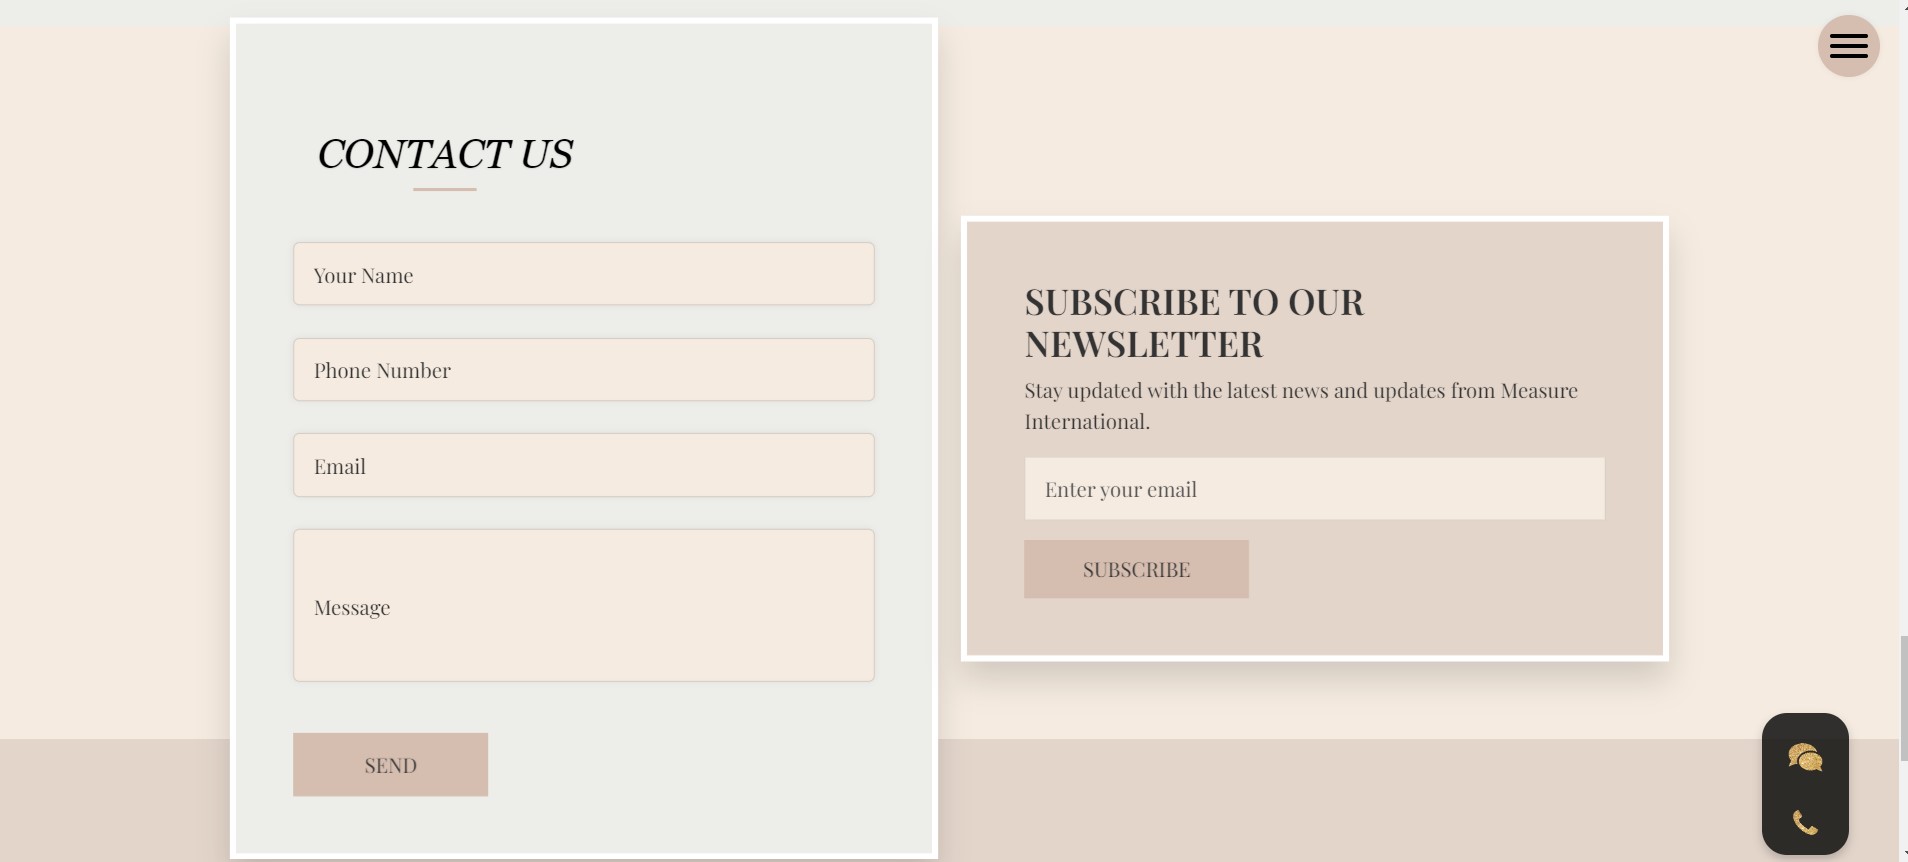 CONTACT US
Your Name
Phone Number
Email
Message
SEND
SUBSCRIBE TO OUR
NEWSLETTER
Stay updated with the latest news and updates from Measure
International.
Enter your email
SUBSCRIBE